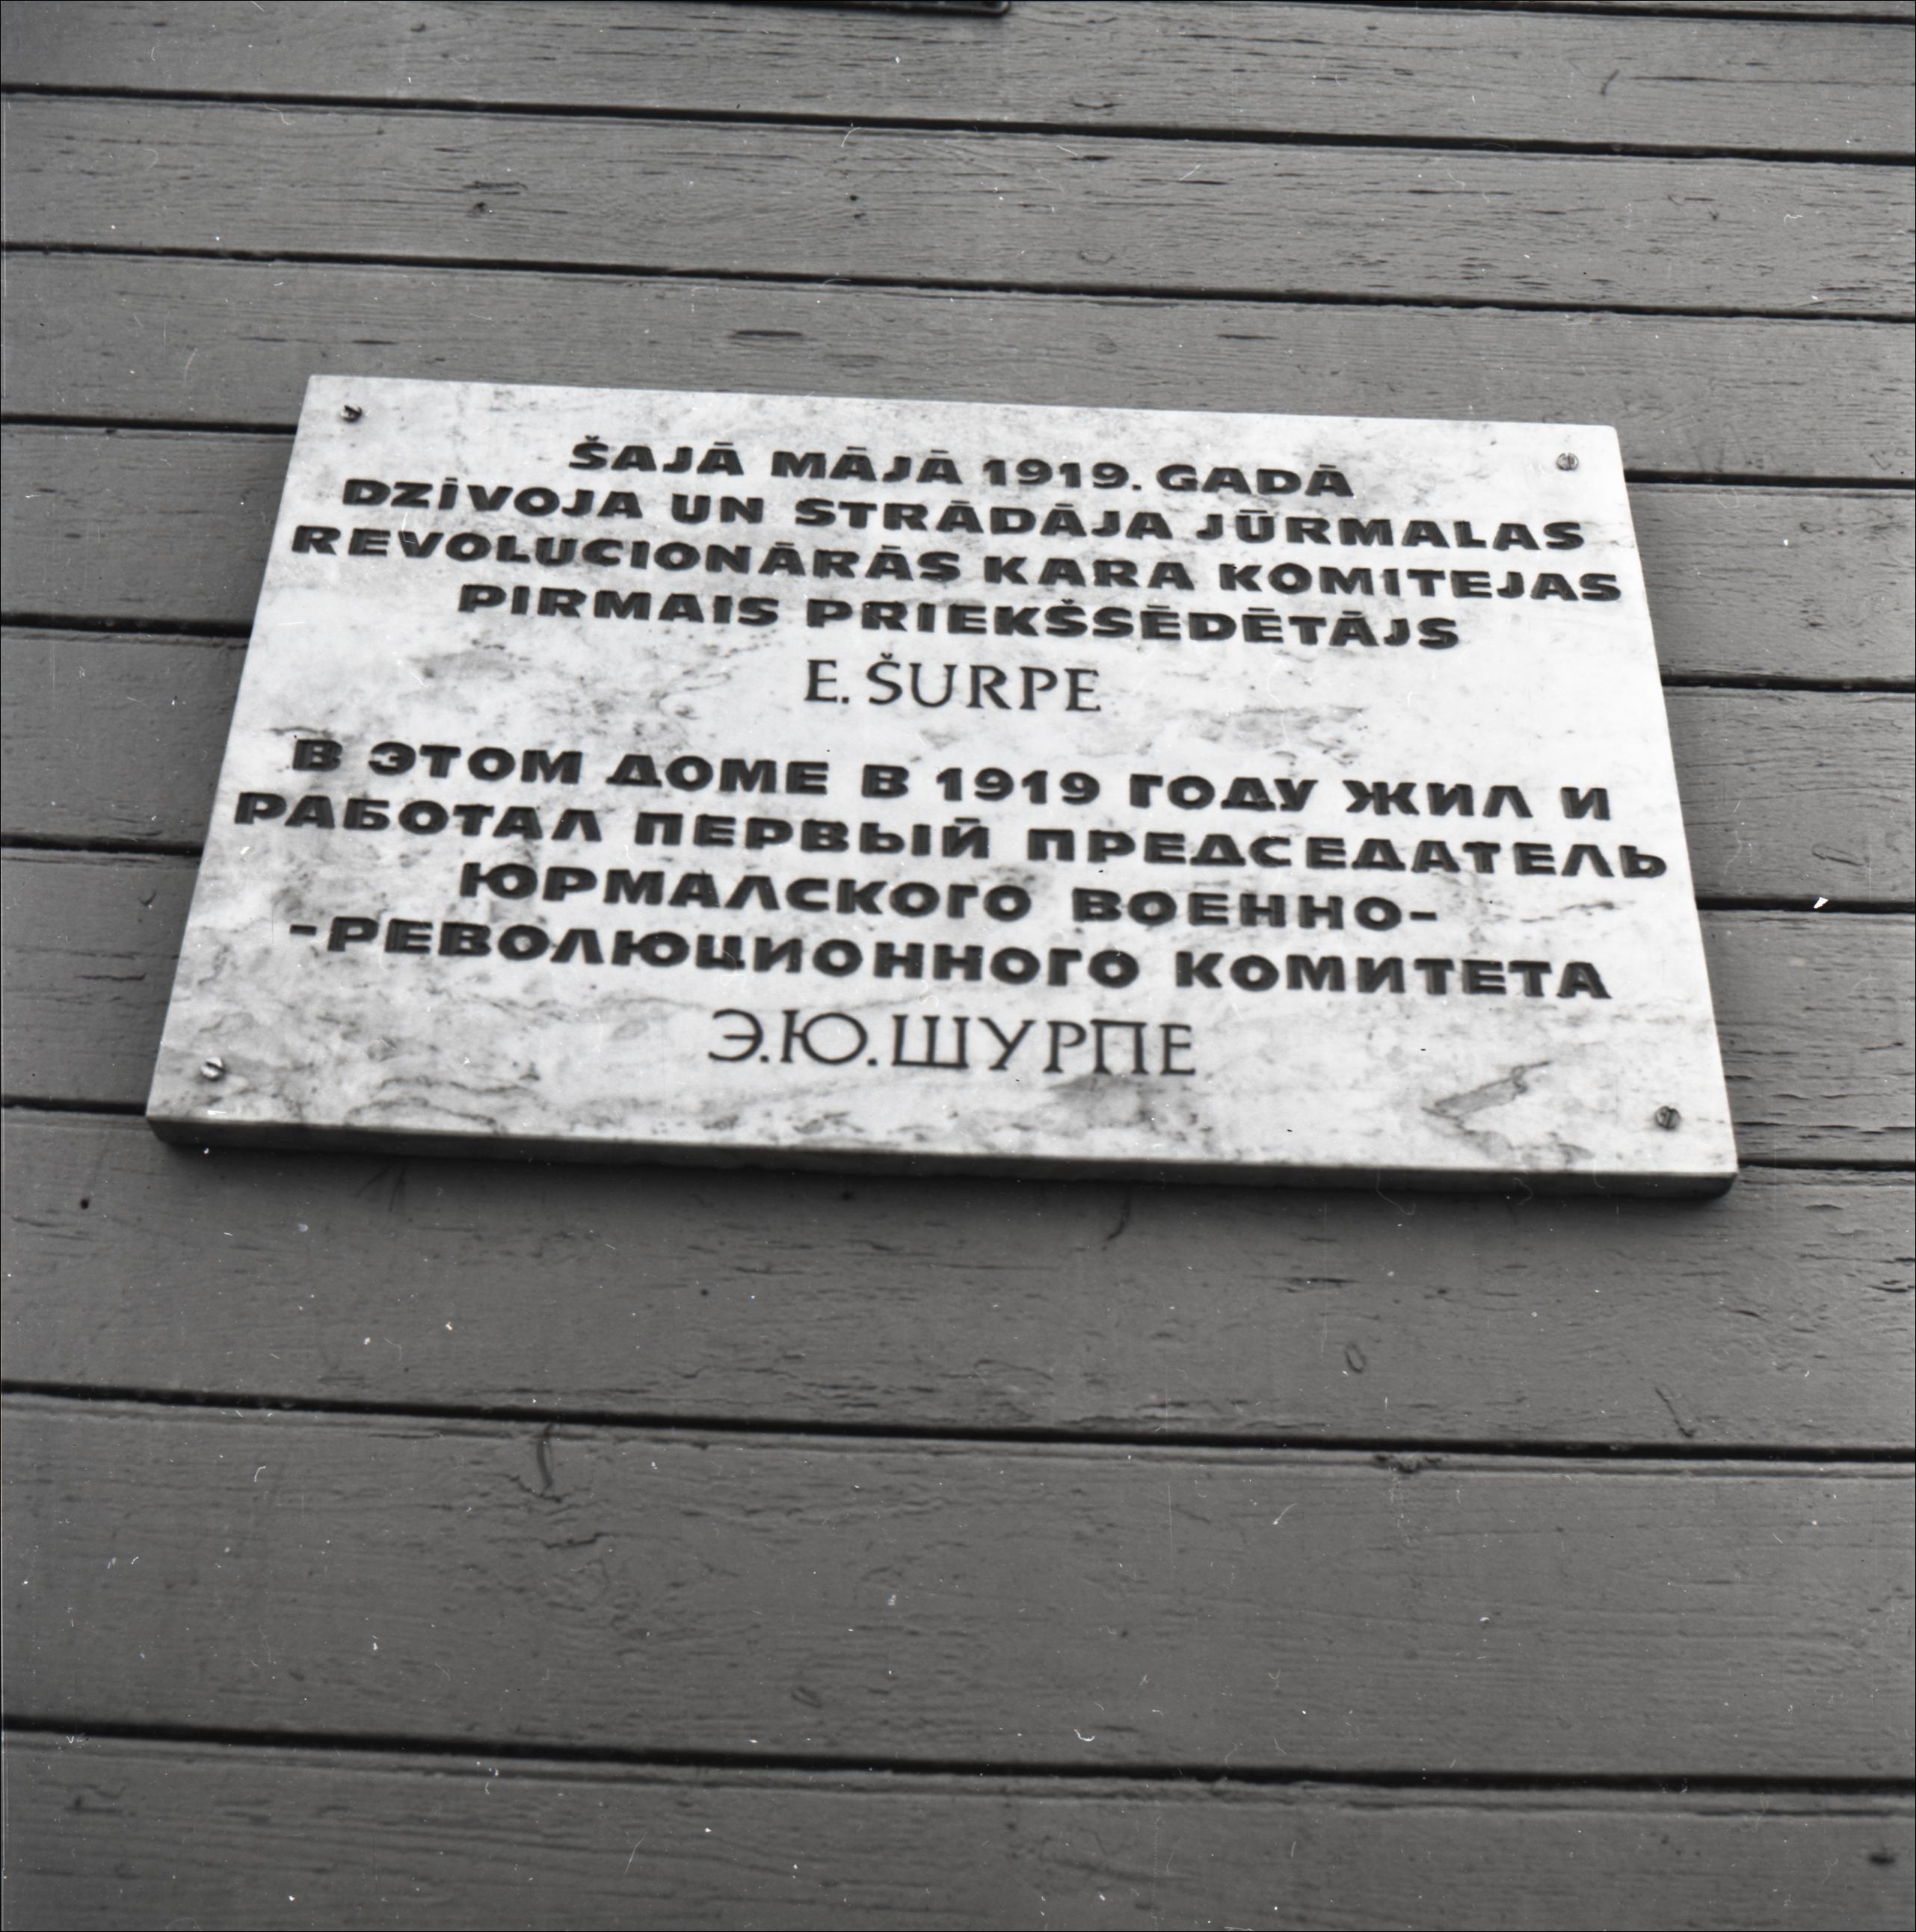 ŠAJĀ MĀJĀ 1919. GADĀ
DZĪVOJA UN STRĀDĀJA JŪRMALAS
REVOLUCIONĀRĀS KARA KOMITEJAS
PIRMAIS PRIEKŠSĒDĒTĀJS
E. ŠURPE
В ЭТОМ ДОМЕ В 1919 ГОДУ ЖИЛ И
РАБОТАЛ ПЕРВЫЙ ПРЕДСЕДАТЕЛЬ
ЮРМАЛСКОГО ВОЕННО-
-РЕВОЛЮЦИОННОГО КОМИТЕТА
Э.Ю.ШУРПЕ